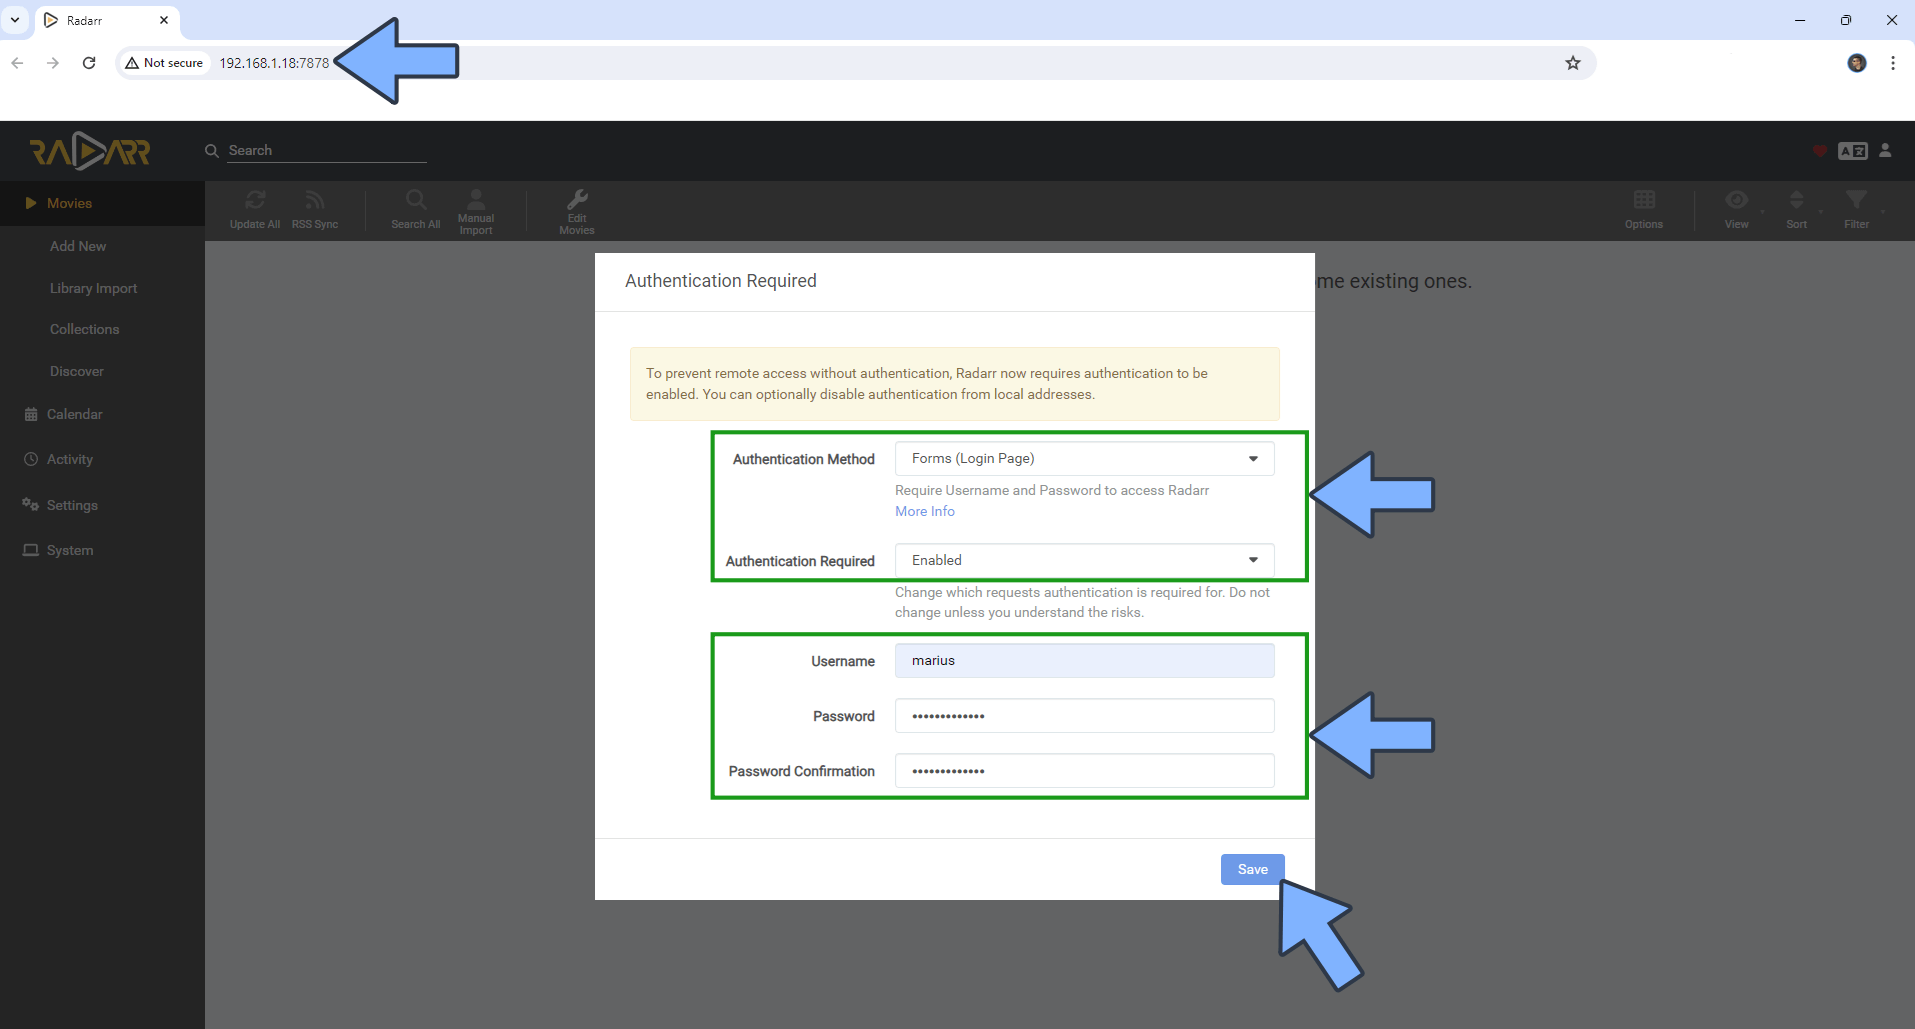 Radarr
Not secure
192.168.1.18:7878
RADARR
Search
Movies
Add New
Library Import
Collections
Discover
Calendar
Activity
Settings
System
Update All
RSS Sync
Search All
Manual
Import
Edit
Movies
Options
View
Sort
Filter
me existing ones.
Authentication Required
To prevent remote access without authentication, Radarr now requires authentication to be
enabled. You can optionally disable authentication from local addresses.
Authentication Method
Forms (Login Page)
Require Username and Password to access Radarr
More Info
Authentication Required
Enabled
Change which requests authentication is required for. Do not
change unless you understand the risks.
Username
marius
Password
•••••••••••••
Password Confirmation
•••••••••••••
Save